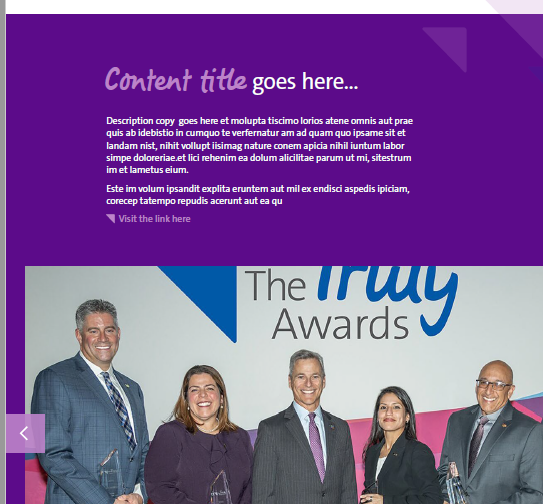 Content title goes here...
Description copy goes here et molupta tiscimo lorios atene omnis aut prae
quis ab idebistio in cumquo te verfernatur am ad quam quo ipsame sit et
landam nist, nihit vollupt iisimag nature conem apicia nihil iuntum labor
simpe doloreriae.et lici rehenim ea dolum alicilitae parum ut mi, sitestrum
im et lametus eium.
Este im volum ipsandit explita eruntem aut mil ex endisci aspedis ipiciam,
corecep tatempo repudis acerunt aut ea qu
Visit the link here
The Truly
Awards